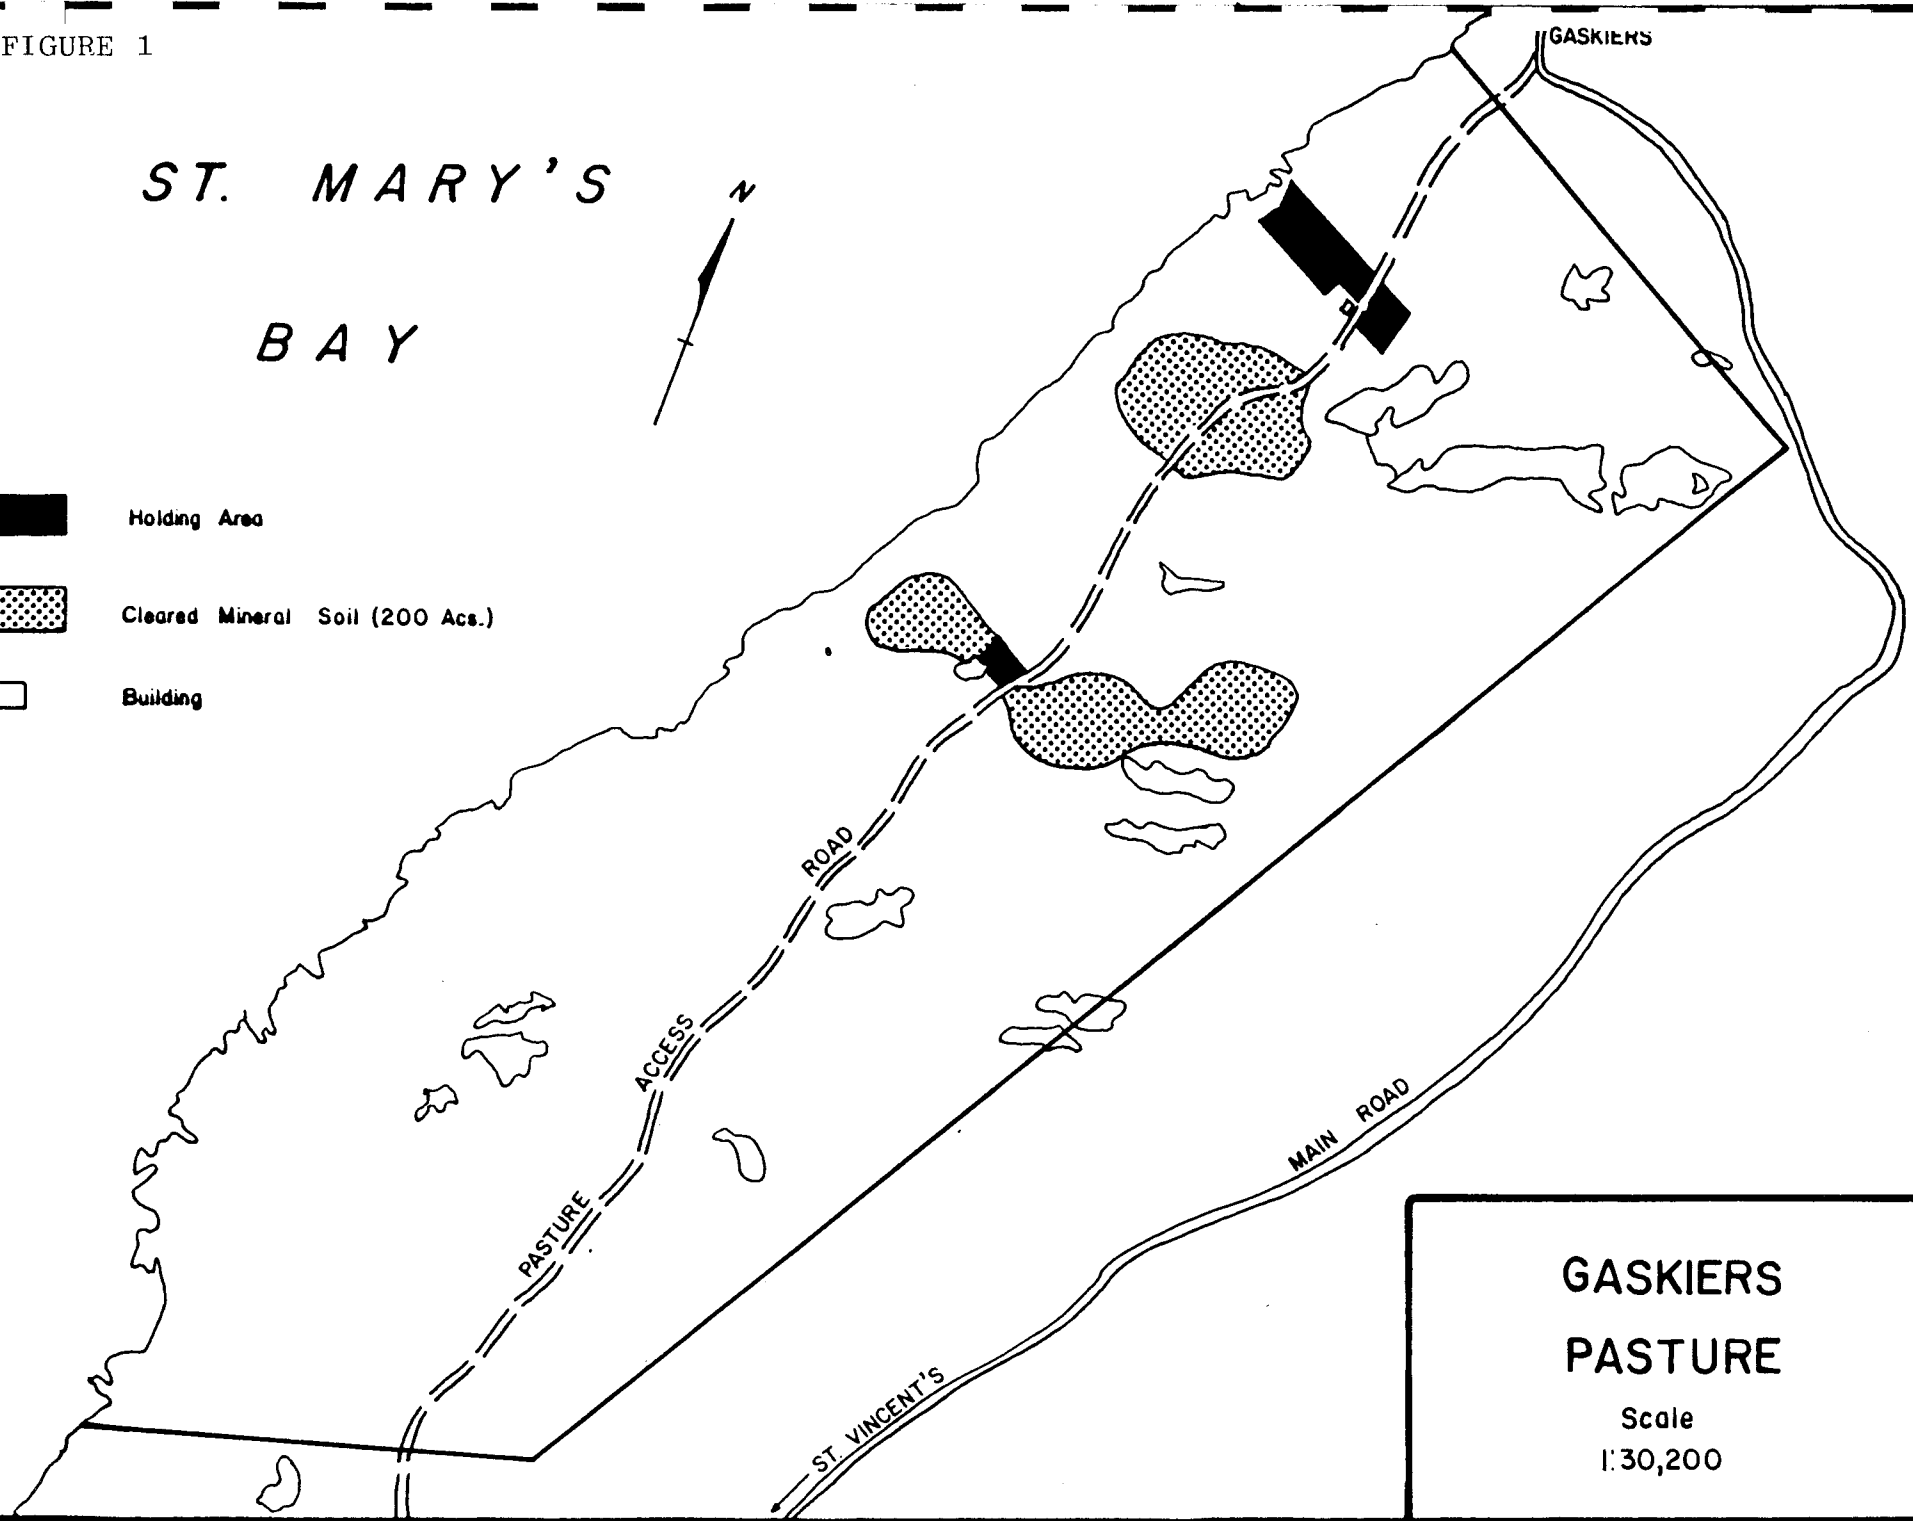 FIGURE 1
GASKIERS
ST. MARY'S
BAY
N
Holding Area
Cleared Mineral Soil (200 Acs.)
Building
PASTURE ACCESS ROAD
MAIN ROAD
ST. VINCENT'S
GASKIERS
PASTURE
Scale
1:30,200